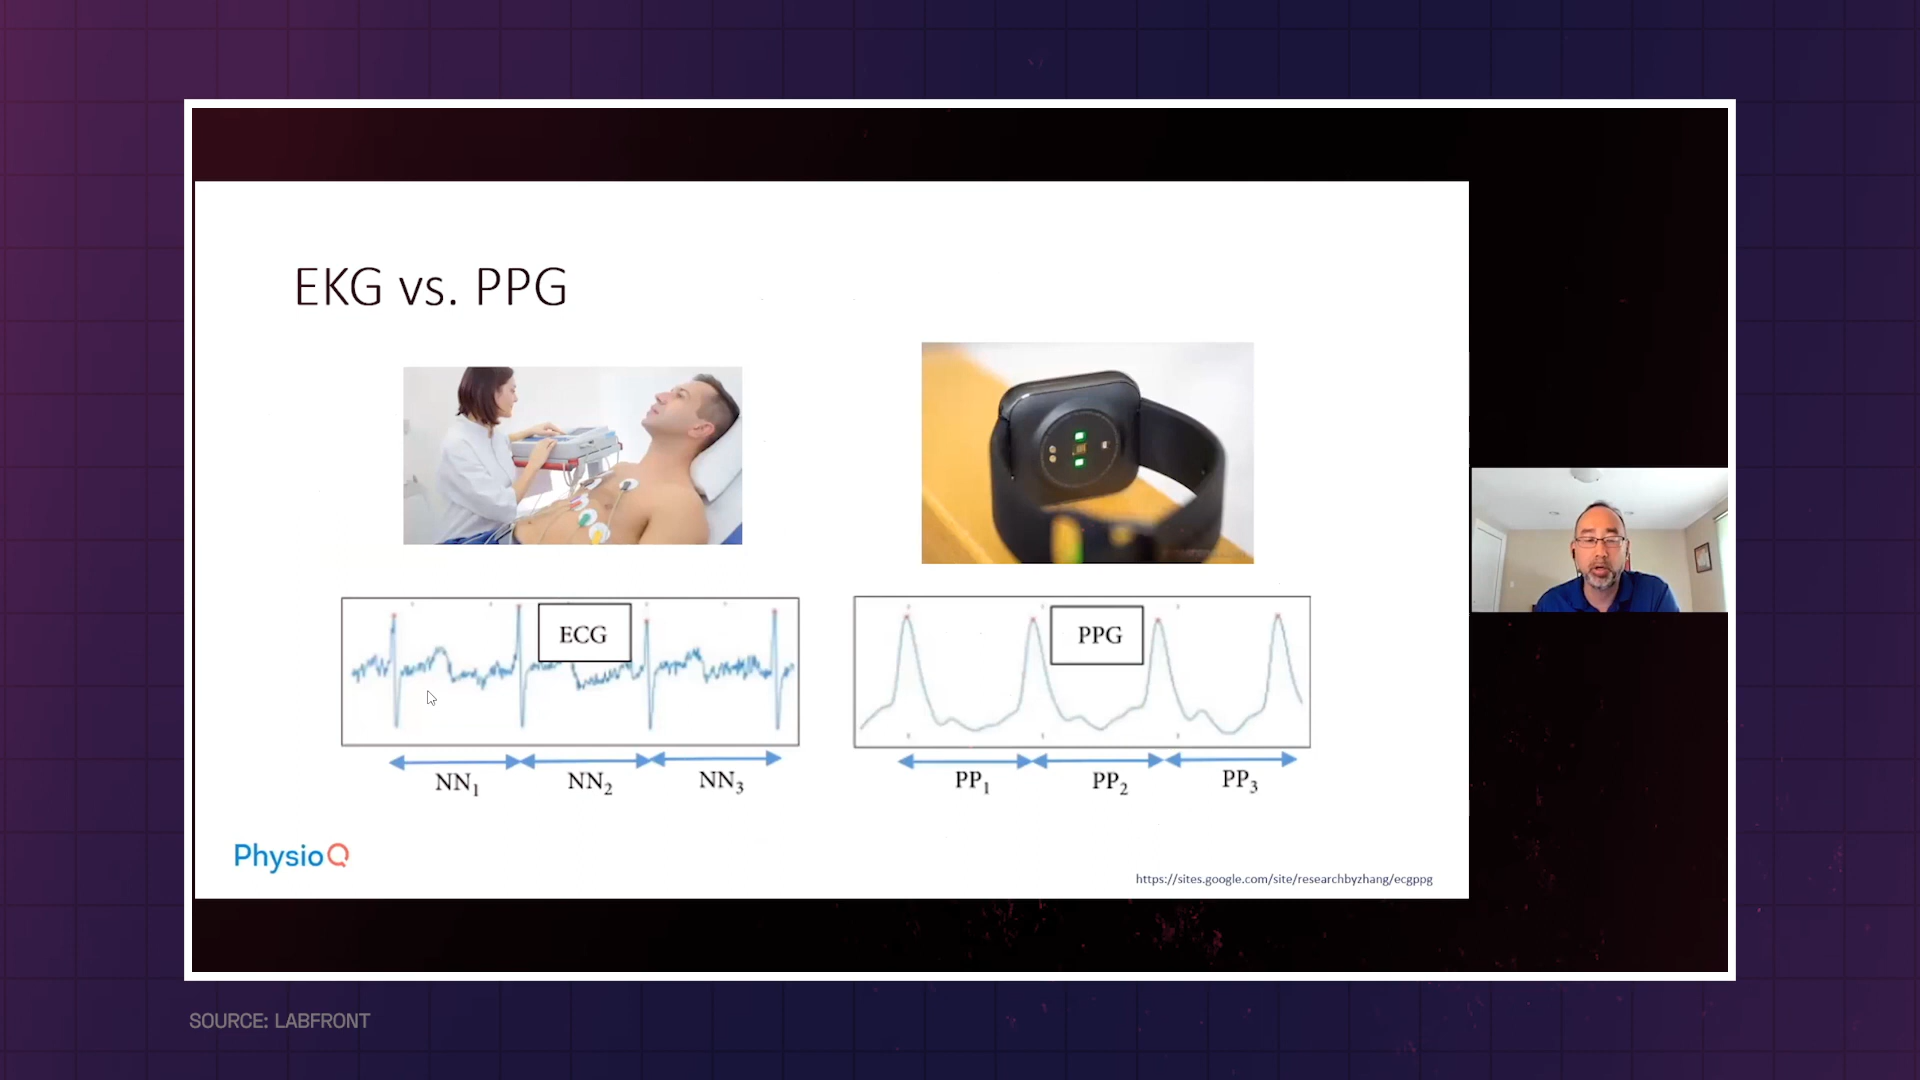 EKG vs. PPG
ECG
PPG
NN1
NN2
NN3
PP1
PP2
PP3
PhysioQ
https://sites.google.com/site/researchbyzhang/ecgppg
SOURCE: LABFRONT